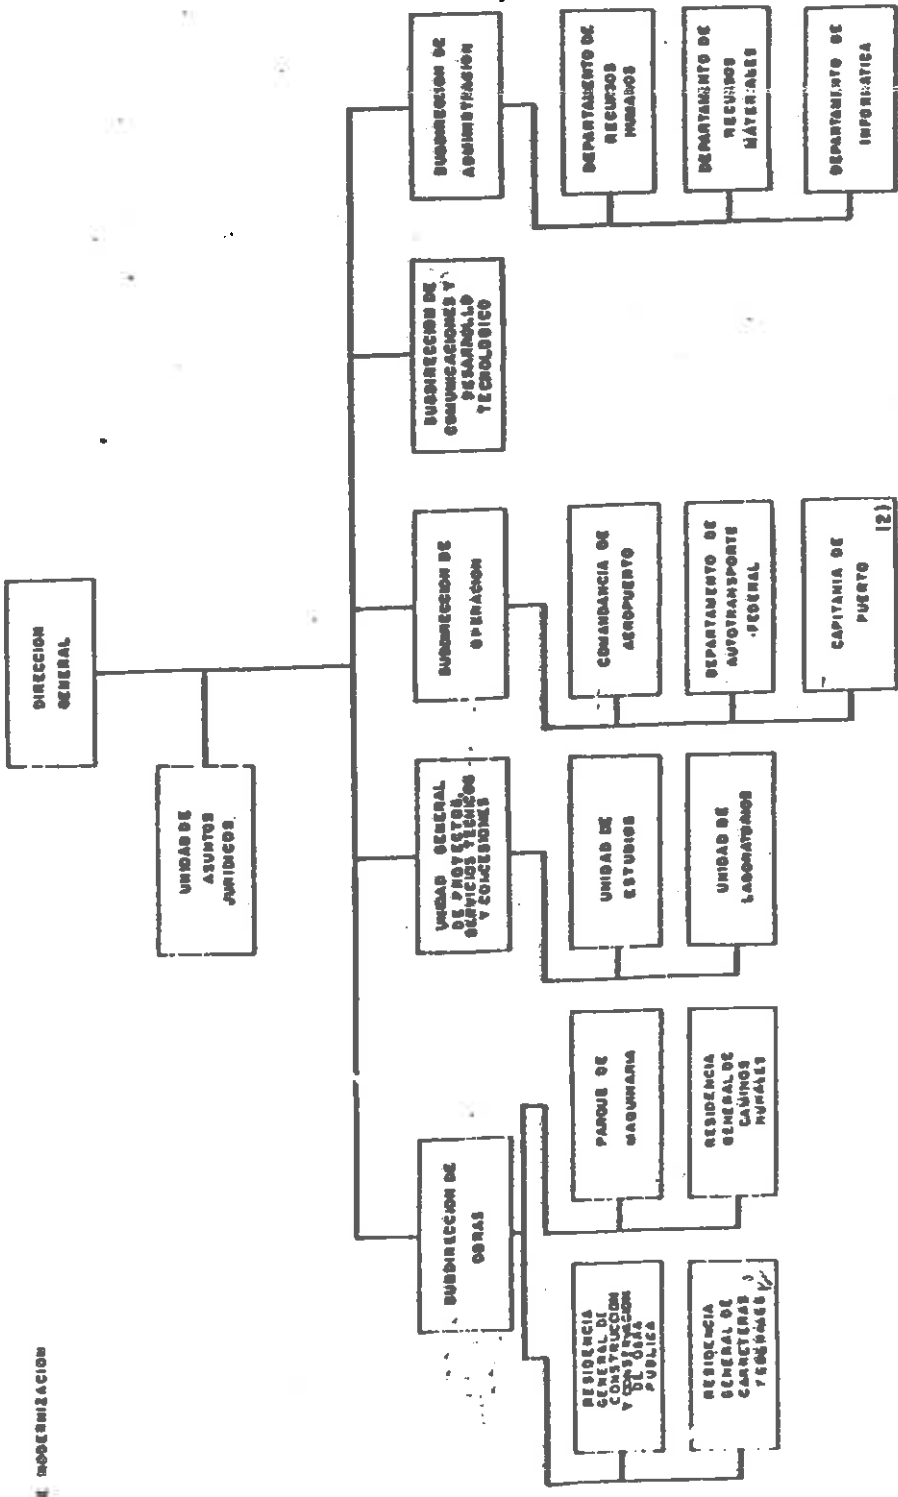 E MODERNIZACION
DIRECCION
GENERAL
UNIDAD DE
ASUNTOS
JURIDICOS.
SUBDIRECCION DE
OBRAS
UNIDAD GENERAL
DE PROYECTOS,
SERVICIOS TECNICOS
Y CONCESIONES
SUBDIRECCION DE
OPERACION
SUBDIRECCION DE
COMUNICACIONES Y
DESARROLLO
TECNOLOGICO
SUBDIRECCION DE
ADMINISTRACION
RESIDENCIA
GENERAL DE
CONSTRUCCION
Y CONSERVACION
DE OBRA
PUBLICA
RESIDENCIA
GENERAL DE
CARRETERAS
PARQUE DE
MAQUINARIA
RESIDENCIA
GENERAL DE
CAMINOS
RURALES
UNIDAD DE
ESTUDIOS
UNIDAD DE
LABORATORIOS
COMANDANCIA DE
AEROPUERTO
DEPARTAMENTO DE
AUTOTRANSPORTE
FEDERAL
CAPITANIA DE
PUERTO
(2)
DEPARTAMENTO DE
RECURSOS
HUMANOS
DEPARTAMENTO DE
RECURSOS
MATERIALES
DEPARTAMENTO DE
INFORMATICA